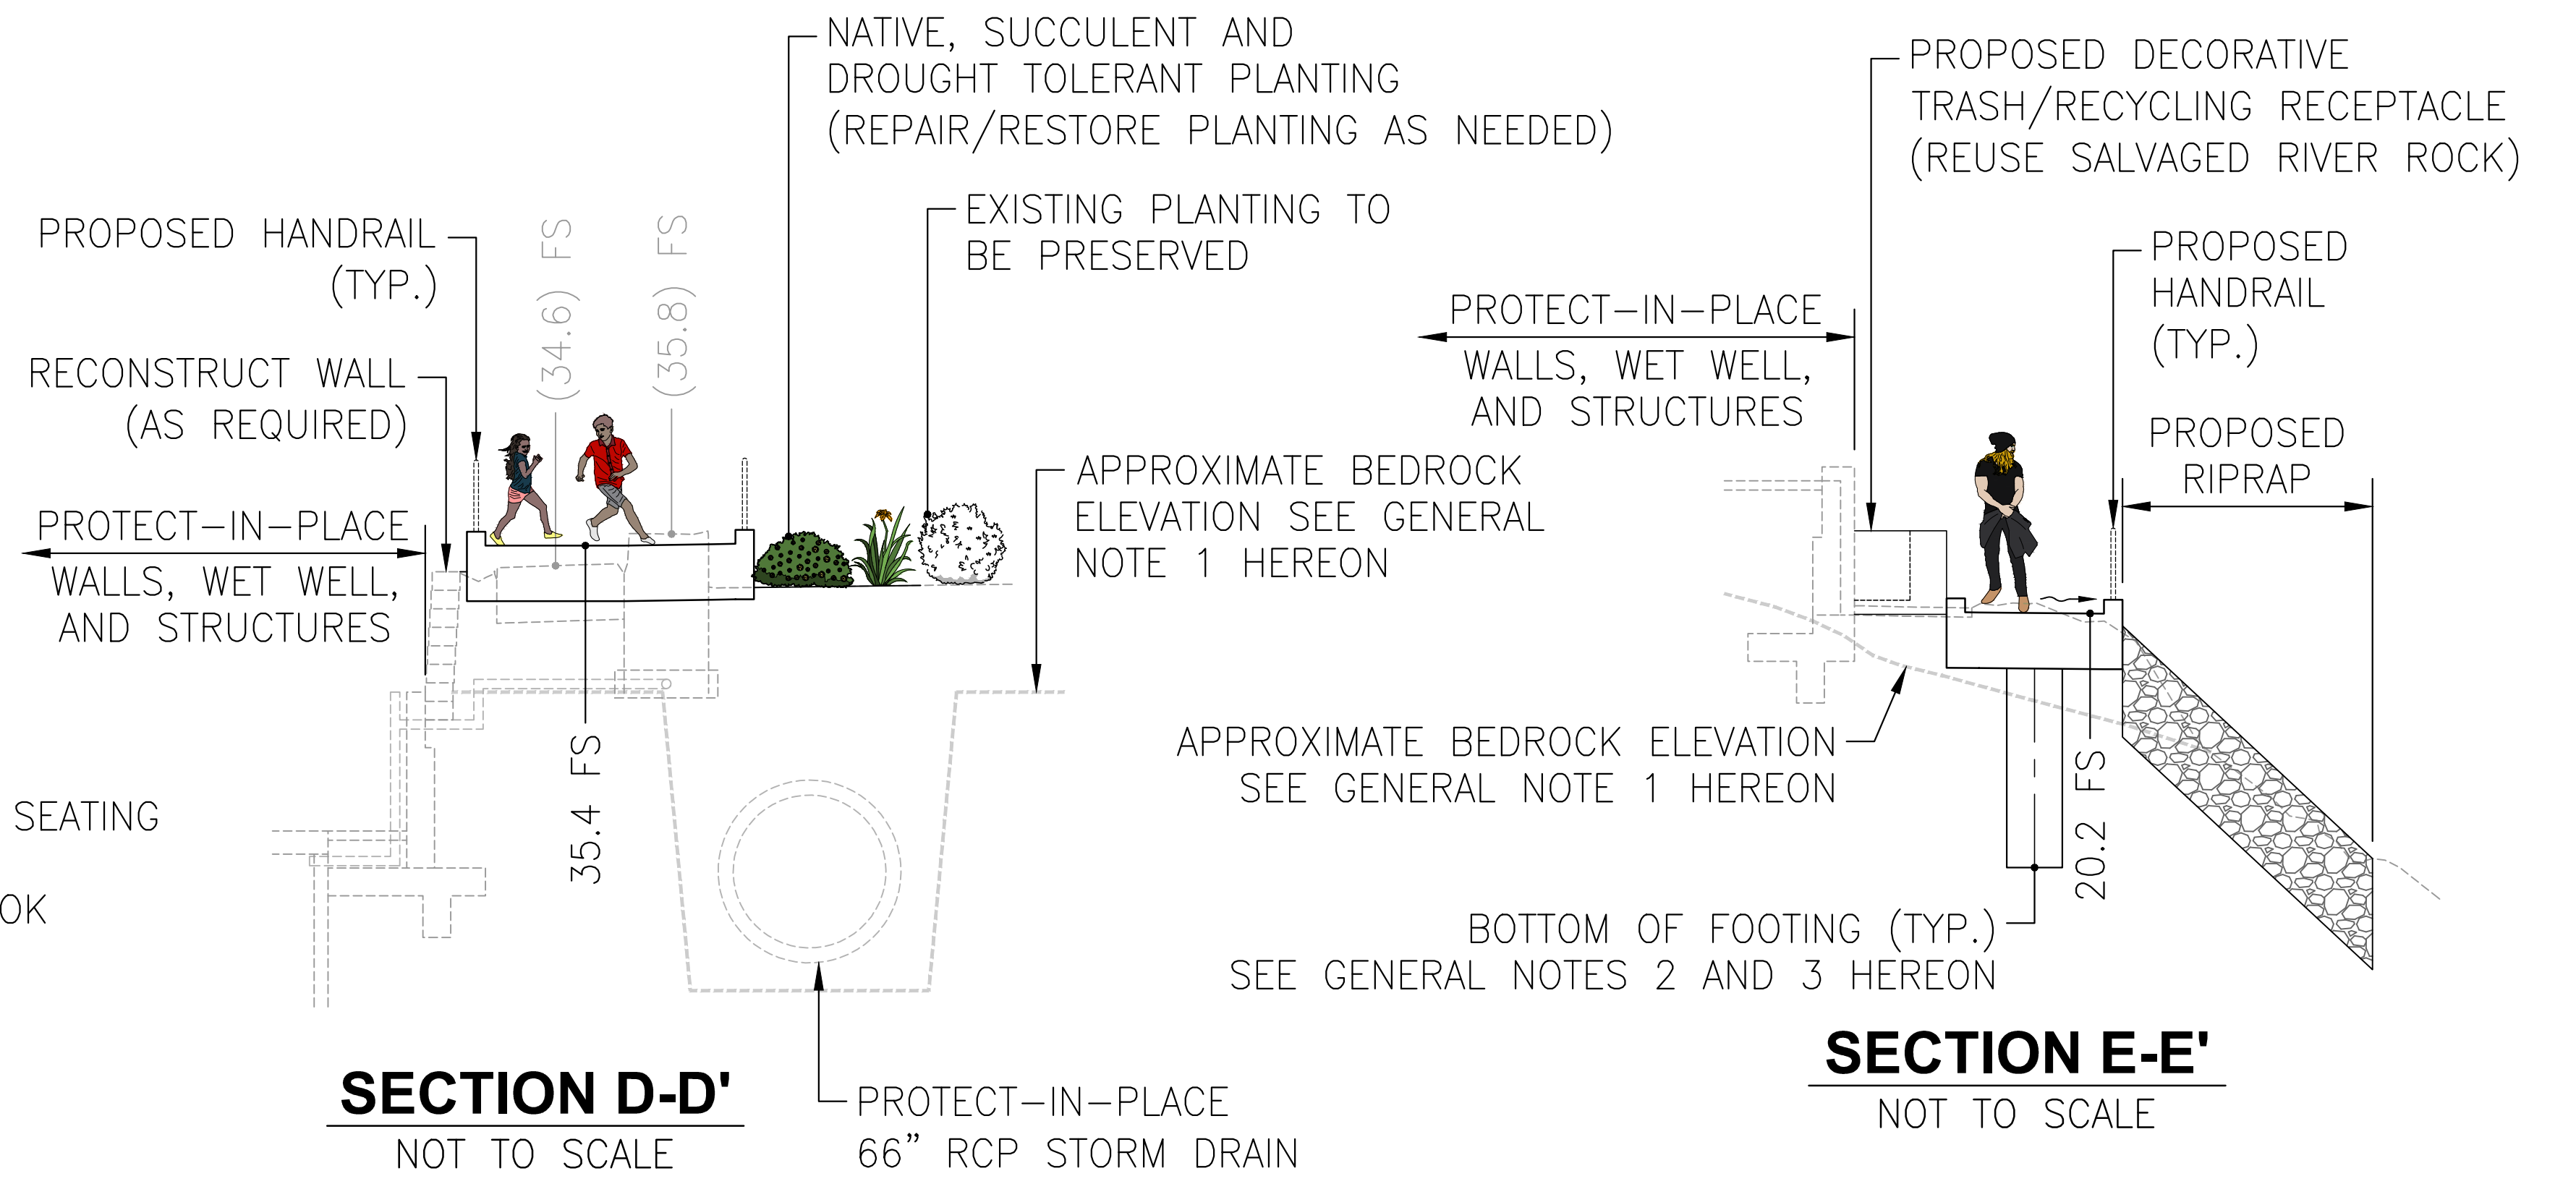 NATIVE, SUCCULENT AND
DROUGHT TOLERANT PLANTING
(REPAIR/RESTORE PLANTING AS NEEDED)
EXISTING PLANTING TO
BE PRESERVED
PROPOSED HANDRAIL
(TYP.)
(34.6) FS
(35.8) FS
RECONSTRUCT WALL
(AS REQUIRED)
PROTECT-IN-PLACE
WALLS, WET WELL,
AND STRUCTURES
APPROXIMATE BEDROCK
ELEVATION SEE GENERAL
NOTE 1 HEREON
35.4 FS
SEATING
OK
PROTECT-IN-PLACE
66” RCP STORM DRAIN
SECTION D-D'
NOT TO SCALE
PROPOSED DECORATIVE
TRASH/RECYCLING RECEPTACLE
(REUSE SALVAGED RIVER ROCK)
PROPOSED
HANDRAIL
(TYP.)
PROTECT-IN-PLACE
WALLS, WET WELL,
AND STRUCTURES
PROPOSED
RIPRAP
APPROXIMATE BEDROCK ELEVATION
SEE GENERAL NOTE 1 HEREON
20.2 FS
BOTTOM OF FOOTING (TYP.)
SEE GENERAL NOTES 2 AND 3 HEREON
SECTION E-E'
NOT TO SCALE